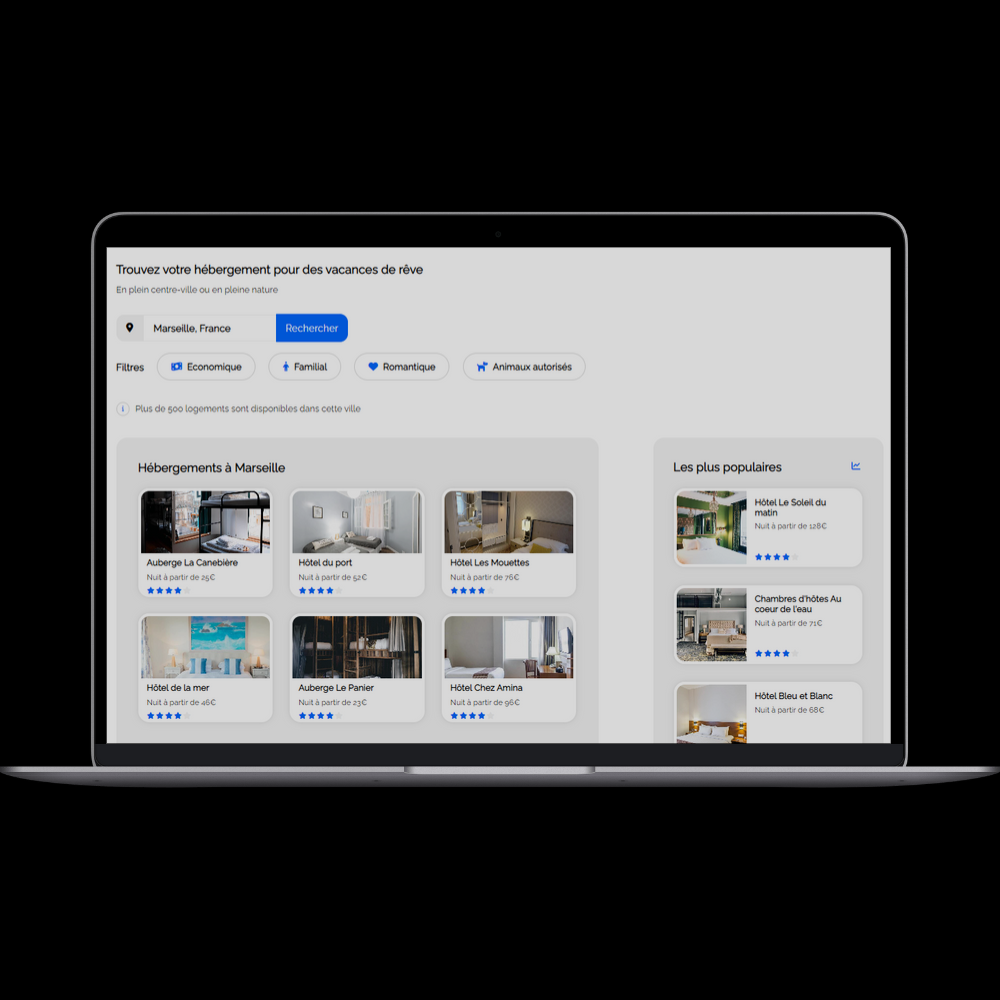 Trouvez votre hébergement pour des vacances de rêve
En plein centre-ville ou en pleine nature
Marseille, France
Rechercher
Filtres
Economique
Familial
Romantique
Animaux autorisés
Plus de 500 logements sont disponibles dans cette ville
Hébergements à Marseille
Auberge La Canebière
Nuit à partir de 25€
Hôtel du port
Nuit à partir de 52€
Hôtel Les Mouettes
Nuit à partir de 76€
Hôtel de la mer
Nuit à partir de 46€
Auberge Le Panier
Nuit à partir de 23€
Hôtel Chez Amina
Nuit à partir de 96€
Les plus populaires
Hôtel Le Soleil du
matin
Nuit à partir de 128€
Chambres d'hôtes Au
coeur de l'eau
Nuit à partir de 71€
Hôtel Bleu et Blanc
Nuit à partir de 68€